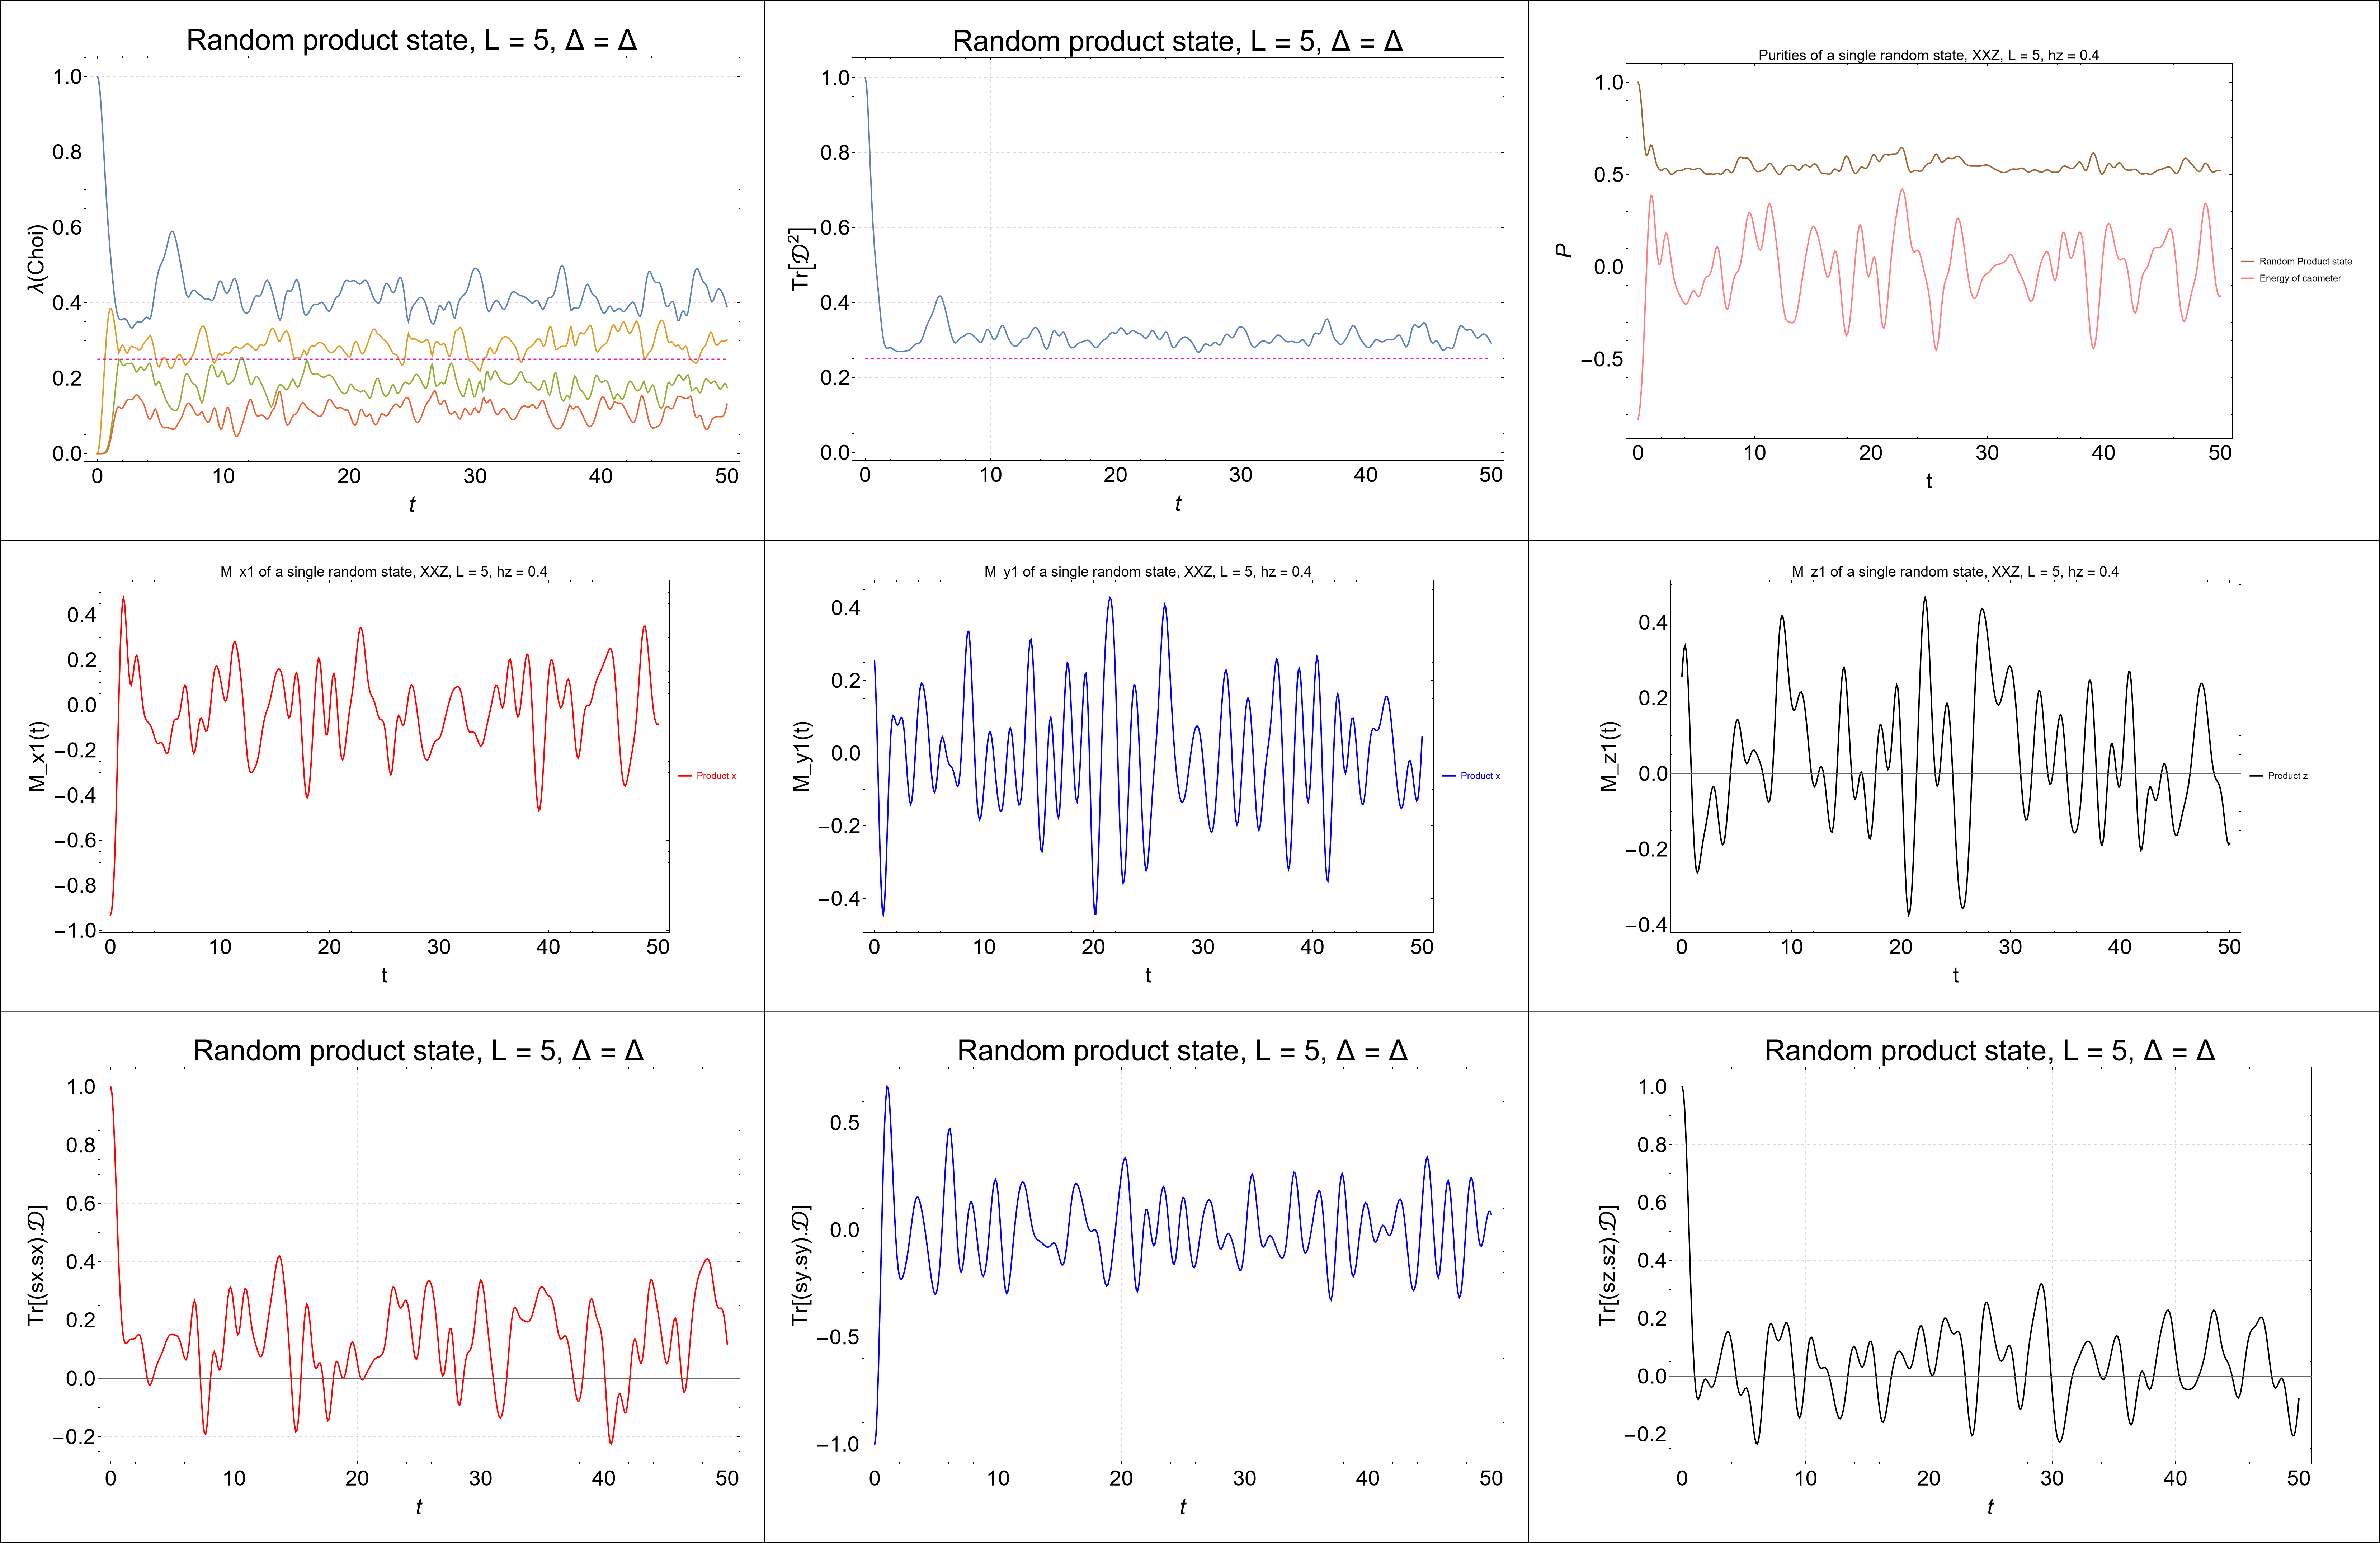 Random product state, L = 5, Δ = Δ
λ(Choi)
1.0
0.8
0.6
0.4
0.2
0.0
0 10 20 30 40 50
t
Random product state, L = 5, Δ = Δ
Tr[𝒟²]
1.0
0.8
0.6
0.4
0.2
0.0
0 10 20 30 40 50
t
Purities of a single random state, XXZ, L = 5, hz = 0.4
P
1.0
0.5
0.0
−0.5
0 10 20 30 40 50
t
Random Product state
Energy of caometer
M_x1 of a single random state, XXZ, L = 5, hz = 0.4
M_x1(t)
0.4
0.2
0.0
−0.2
−0.4
−0.6
−0.8
−1.0
0 10 20 30 40 50
t
Product x
M_y1 of a single random state, XXZ, L = 5, hz = 0.4
M_y1(t)
0.4
0.2
0.0
−0.2
−0.4
0 10 20 30 40 50
t
Product x
M_z1 of a single random state, XXZ, L = 5, hz = 0.4
M_z1(t)
0.4
0.2
0.0
−0.2
−0.4
0 10 20 30 40 50
t
Product z
Random product state, L = 5, Δ = Δ
Tr[(sx).sx).𝒟]
1.0
0.8
0.6
0.4
0.2
0.0
−0.2
0 10 20 30 40 50
t
Random product state, L = 5, Δ = Δ
Tr[(sy.sy).𝒟]
0.5
0.0
−0.5
−1.0
0 10 20 30 40 50
t
Random product state, L = 5, Δ = Δ
Tr[(sz.sz).𝒟]
1.0
0.8
0.6
0.4
0.2
0.0
−0.2
0 10 20 30 40 50
t